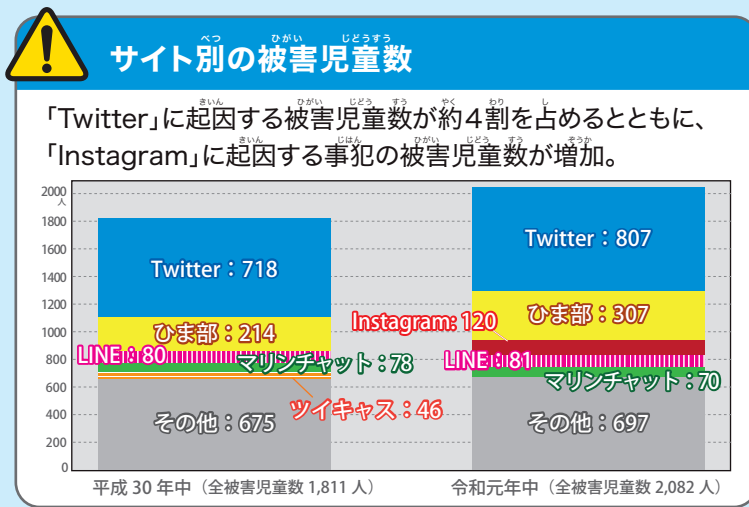 サイト別の被害児童数
「Twitter」に起因する被害児童数が約4割を占めるとともに、
「Instagram」に起因する事犯の被害児童数が増加。
2000
人
1800
1600
1400
1200
1000
800
600
400
200
0
Twitter：718
ひま部：214
LINE：80
マリンチャット：78
ツイキャス：46
その他：675
Twitter：807
ひま部：307
Instagram: 120
LINE：81
マリンチャット：70
その他：697
平成 30 年中（全被害児童数 1,811 人）
令和元年中（全被害児童数 2,082 人）